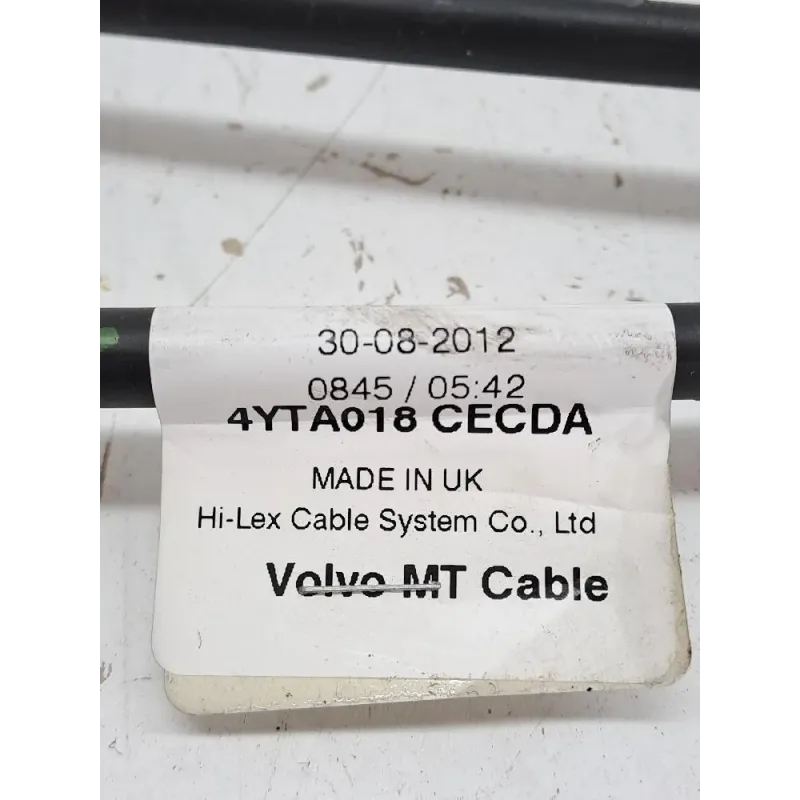 30-08-2012
0845 / 05:42
4YTA018 CECDA
MADE IN UK
Hi-Lex Cable System Co., Ltd
Volvo MT Cable